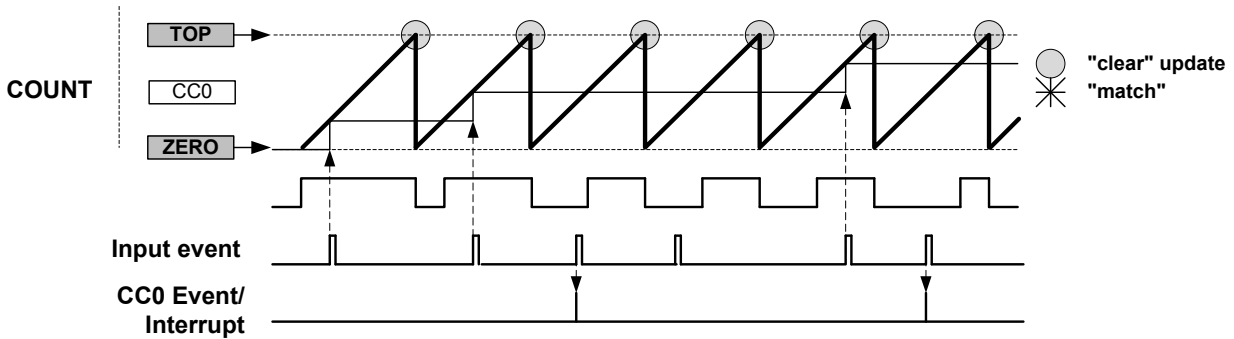 TOP
COUNT
CC0
ZERO
"clear" update
"match"
Input event
CC0 Event/
Interrupt